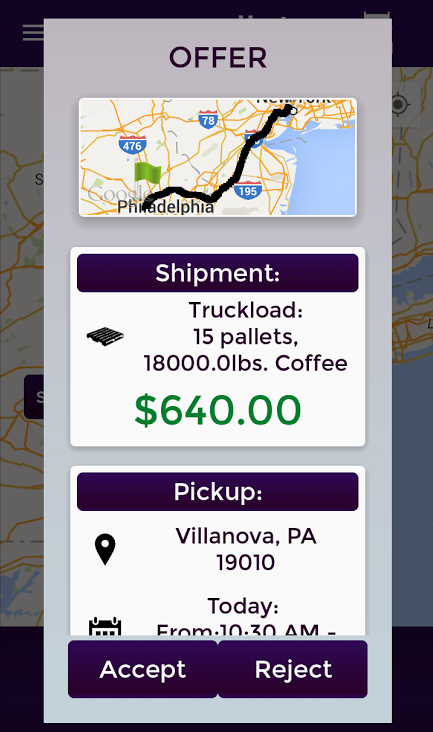 OFFER
New York
78
476
195
Google
Philadelphia
Shipment:
Truckload:
15 pallets,
18000.0lbs. Coffee
$640.00
Pickup:
Villanova, PA
19010
Today:
From:10:30 AM -
Accept
Reject